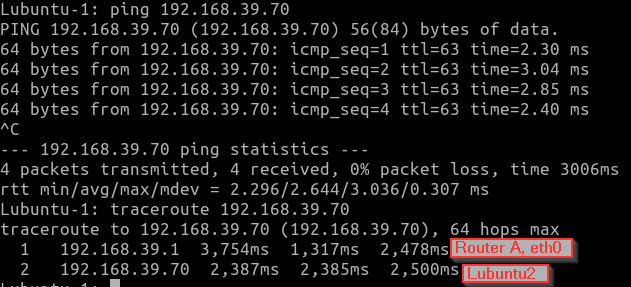 Lubuntu-1: ping 192.168.39.70
PING 192.168.39.70 (192.168.39.70) 56(84) bytes of data.
64 bytes from 192.168.39.70: icmp_seq=1 ttl=63 time=2.30 ms
64 bytes from 192.168.39.70: icmp_seq=2 ttl=63 time=3.04 ms
64 bytes from 192.168.39.70: icmp_seq=3 ttl=63 time=2.85 ms
64 bytes from 192.168.39.70: icmp_seq=4 ttl=63 time=2.40 ms
^C
--- 192.168.39.70 ping statistics ---
4 packets transmitted, 4 received, 0% packet loss, time 3006ms
rtt min/avg/max/mdev = 2.296/2.644/3.036/0.307 ms
Lubuntu-1: traceroute 192.168.39.70
traceroute to 192.168.39.70 (192.168.39.70), 64 hops max
1 192.168.39.1 3,754ms 1,317ms 2,478ms Router A, eth0
2 192.168.39.70 2,387ms 2,385ms 2,500ms Lubuntu2
Lubuntu-1: